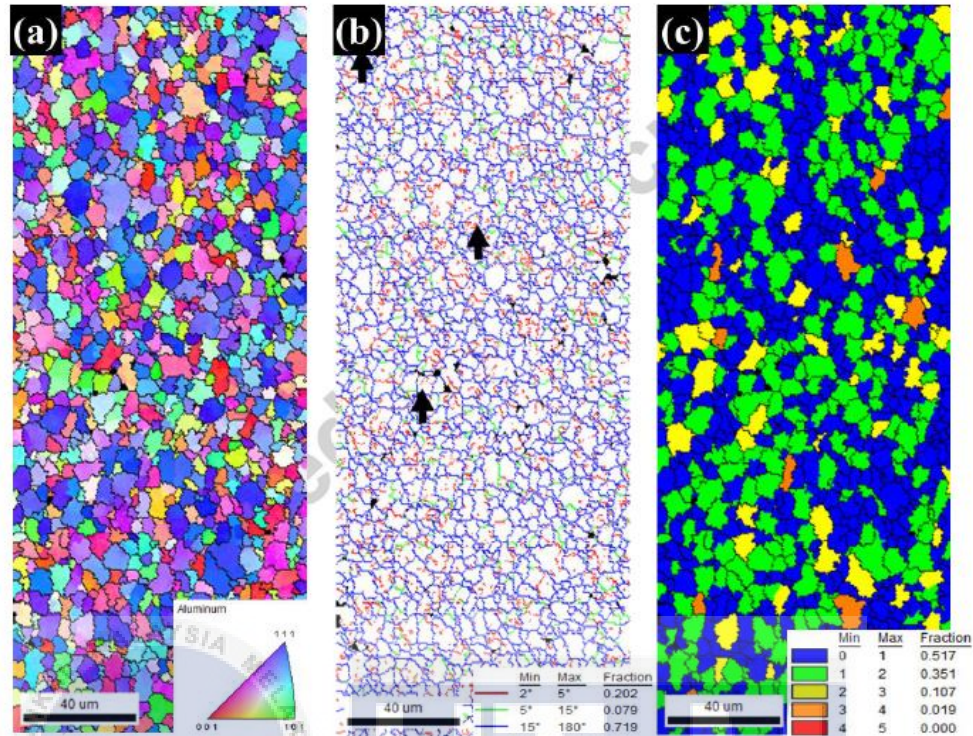 (a)
(b)
(c)
Aluminum
111
001 101
40 um
Min Max Fraction
2° 5° 0.202
5° 15° 0.079
15° 180° 0.719
40 um
Min Max Fraction
0 1 0.517
1 2 0.351
2 3 0.107
3 4 0.019
4 5 0.000
40 um